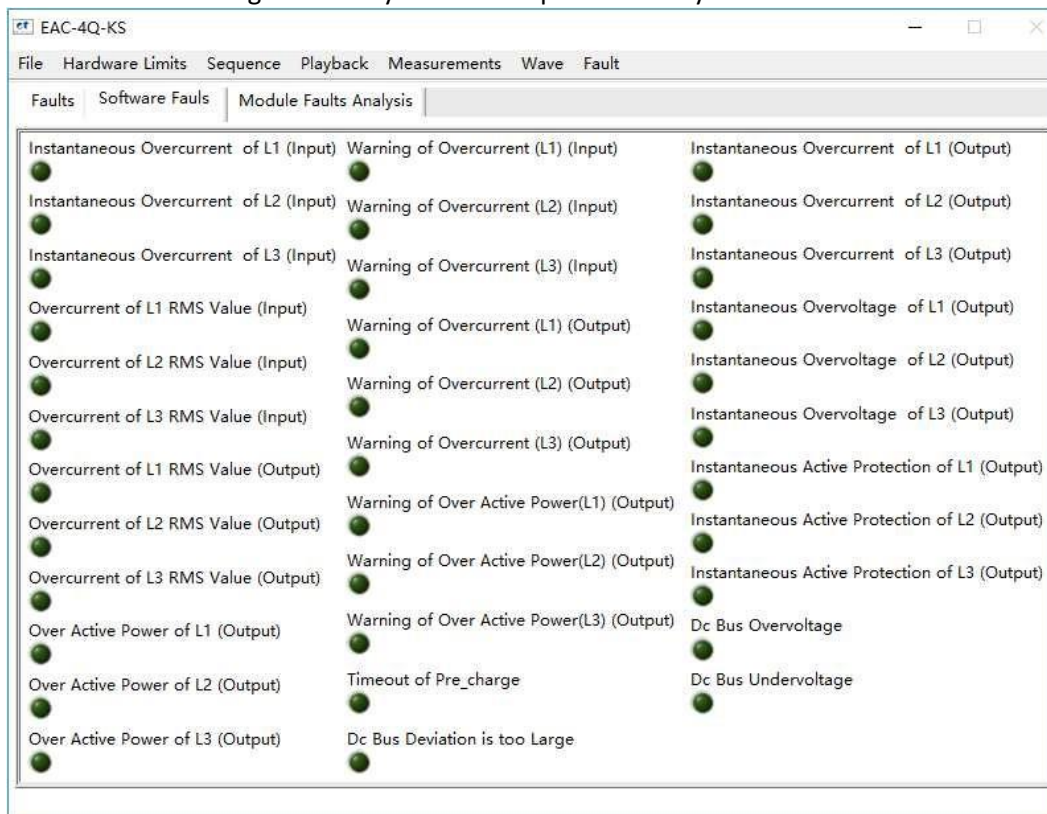 EAC-4Q-KS
File Hardware Limits Sequence Playback Measurements Wave Fault
Faults Software Fauls Module Faults Analysis
Instantaneous Overcurrent of L1 (Input)
Instantaneous Overcurrent of L2 (Input)
Instantaneous Overcurrent of L3 (Input)
Overcurrent of L1 RMS Value (Input)
Overcurrent of L2 RMS Value (Input)
Overcurrent of L3 RMS Value (Input)
Overcurrent of L1 RMS Value (Output)
Overcurrent of L2 RMS Value (Output)
Overcurrent of L3 RMS Value (Output)
Over Active Power of L1 (Output)
Over Active Power of L2 (Output)
Over Active Power of L3 (Output)
Warning of Overcurrent (L1) (Input)
Warning of Overcurrent (L2) (Input)
Warning of Overcurrent (L3) (Input)
Warning of Overcurrent (L1) (Output)
Warning of Overcurrent (L2) (Output)
Warning of Overcurrent (L3) (Output)
Warning of Over Active Power(L1) (Output)
Warning of Over Active Power(L2) (Output)
Warning of Over Active Power(L3) (Output)
Timeout of Pre_charge
Dc Bus Deviation is too Large
Instantaneous Overcurrent of L1 (Output)
Instantaneous Overcurrent of L2 (Output)
Instantaneous Overcurrent of L3 (Output)
Instantaneous Overvoltage of L1 (Output)
Instantaneous Overvoltage of L2 (Output)
Instantaneous Overvoltage of L3 (Output)
Instantaneous Active Protection of L1 (Output)
Instantaneous Active Protection of L2 (Output)
Instantaneous Active Protection of L3 (Output)
Dc Bus Overvoltage
Dc Bus Undervoltage